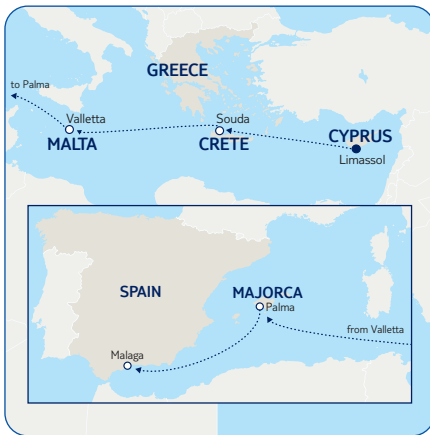 GREECE
to Palma
Valletta
MALTA
Souda
CRETE
CYPRUS
Limassol
SPAIN
MAJORCA
Palma
from Valletta
Malaga